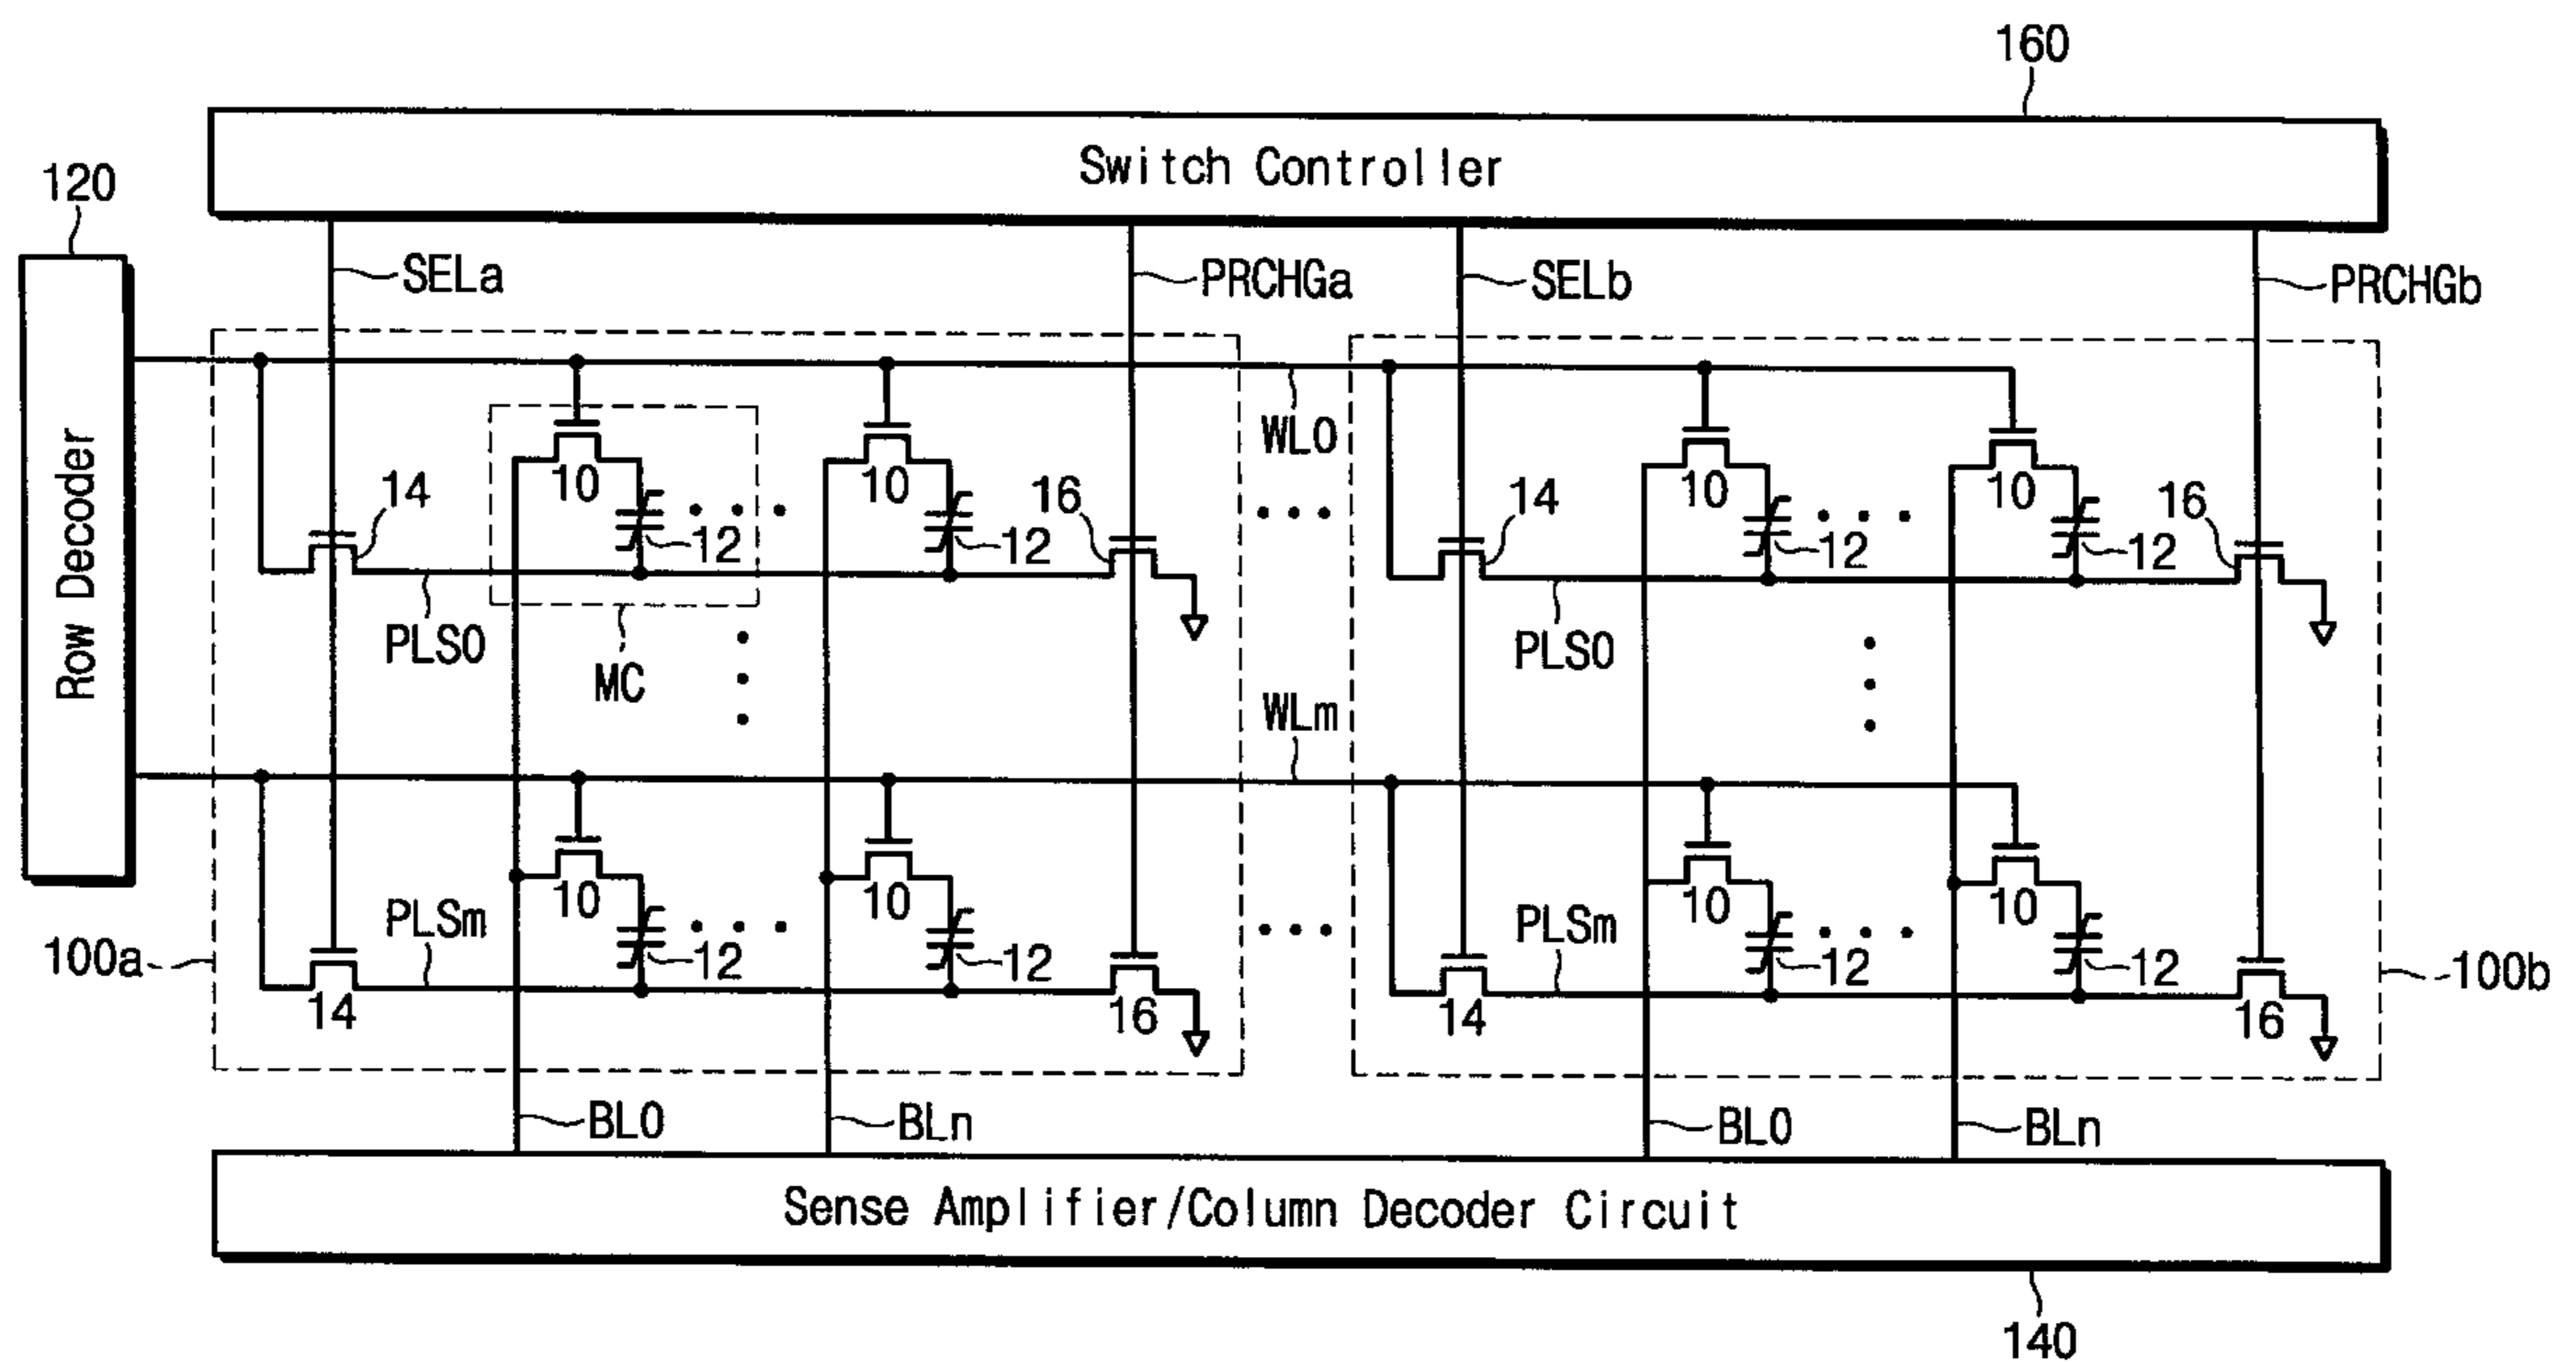 160
Switch Controller
120
SELa
PRCHGa
SELb
PRCHGb
Row Decoder
WL0
10
10
10
10
14
16
14
16
12
12
12
12
PLS0
MC
PLS0
WLm
10
10
10
10
PLSm
PLSm
100a
12
12
12
12
100b
14
16
14
16
BL0
BLn
BL0
BLn
Sense Amplifier/Column Decoder Circuit
140